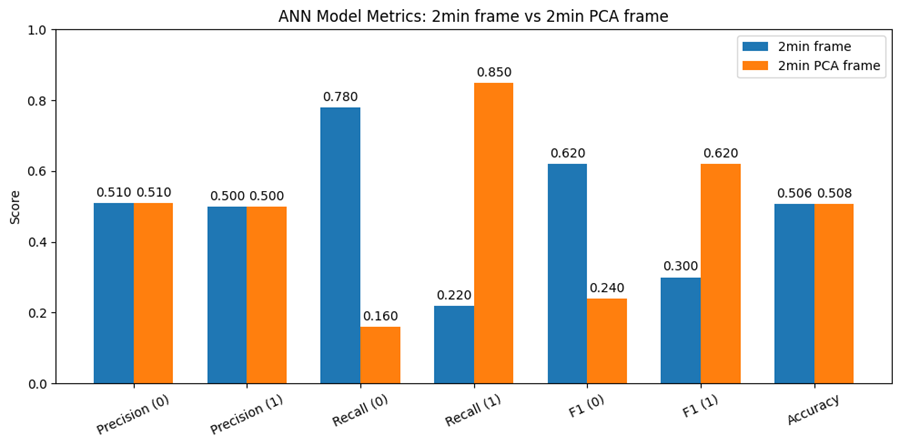 ANN Model Metrics: 2min frame vs 2min PCA frame
2min frame
2min PCA frame
Score
1.0
0.8
0.6
0.4
0.2
0.0
0.510 0.510
0.500 0.500
0.780
0.160
0.220
0.850
0.620
0.240
0.300
0.620
0.506 0.508
Precision (0)
Precision (1)
Recall (0)
Recall (1)
F1 (0)
F1 (1)
Accuracy